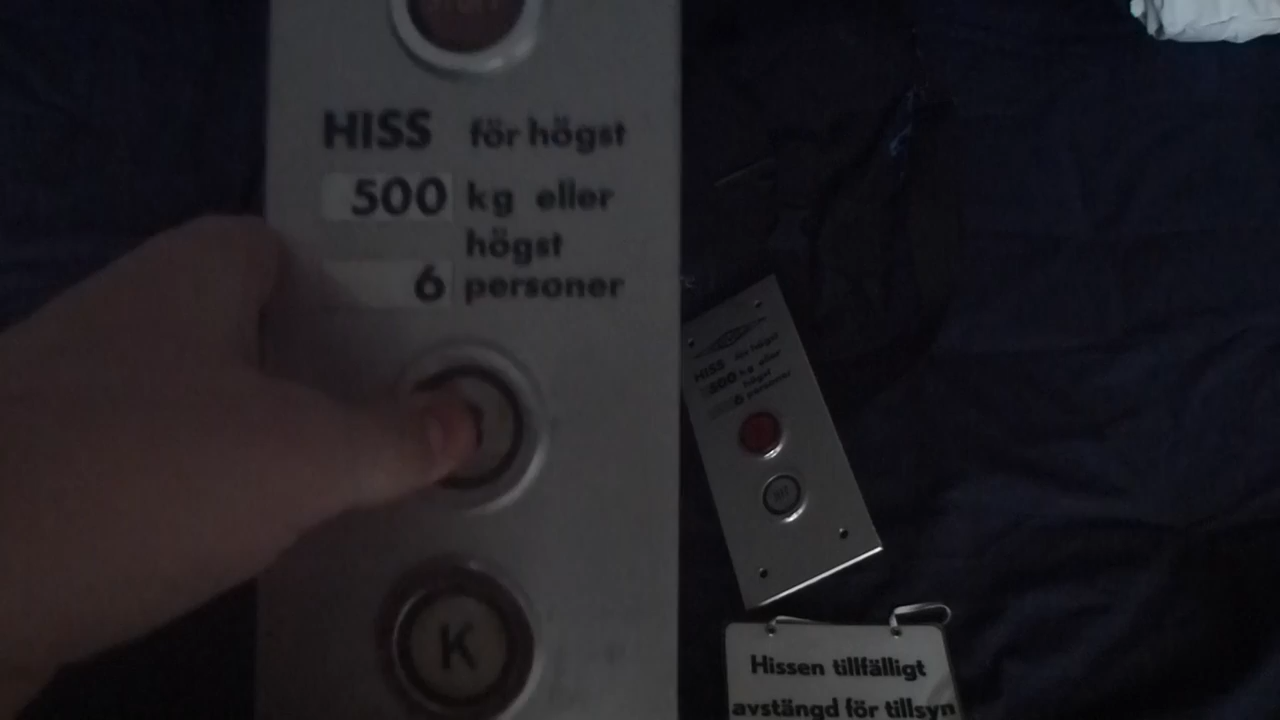 HISS för högst
500 kg eller
högst
6 personer
K
HISS för högst
500 kg eller
högst
6 personer
Hissen tillfälligt
avstängd för tillsyn